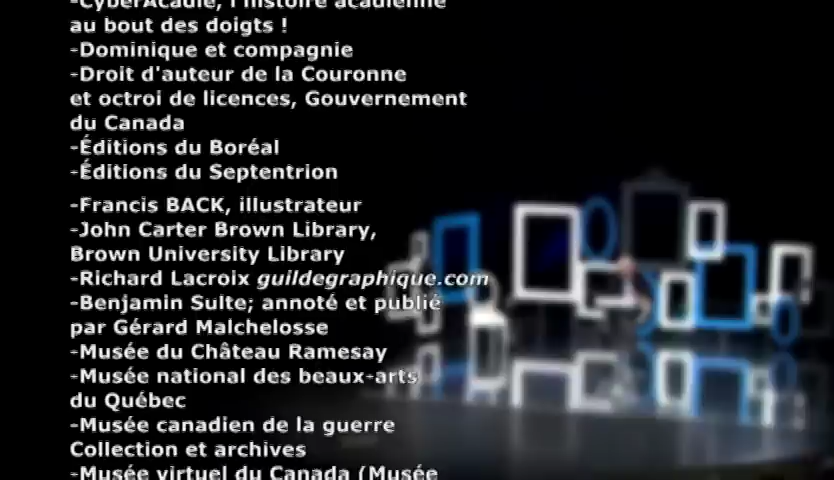 -CyberAcadie, l'histoire acadienne
au bout des doigts !
-Dominique et compagnie
-Droit d'auteur de la Couronne
et octroi de licences, Gouvernement
du Canada
-Éditions du Boréal
-Éditions du Septentrion
-Francis BACK, illustrateur
-John Carter Brown Library,
Brown University Library
-Richard Lacroix guildegraphique.com
-Benjamin Sulte; annoté et publié
par Gérard Malchelosse
-Musée du Château Ramesay
-Musée national des beaux-arts
du Québec
-Musée canadien de la guerre
Collection et archives
-Musée virtuel du Canada (Musée